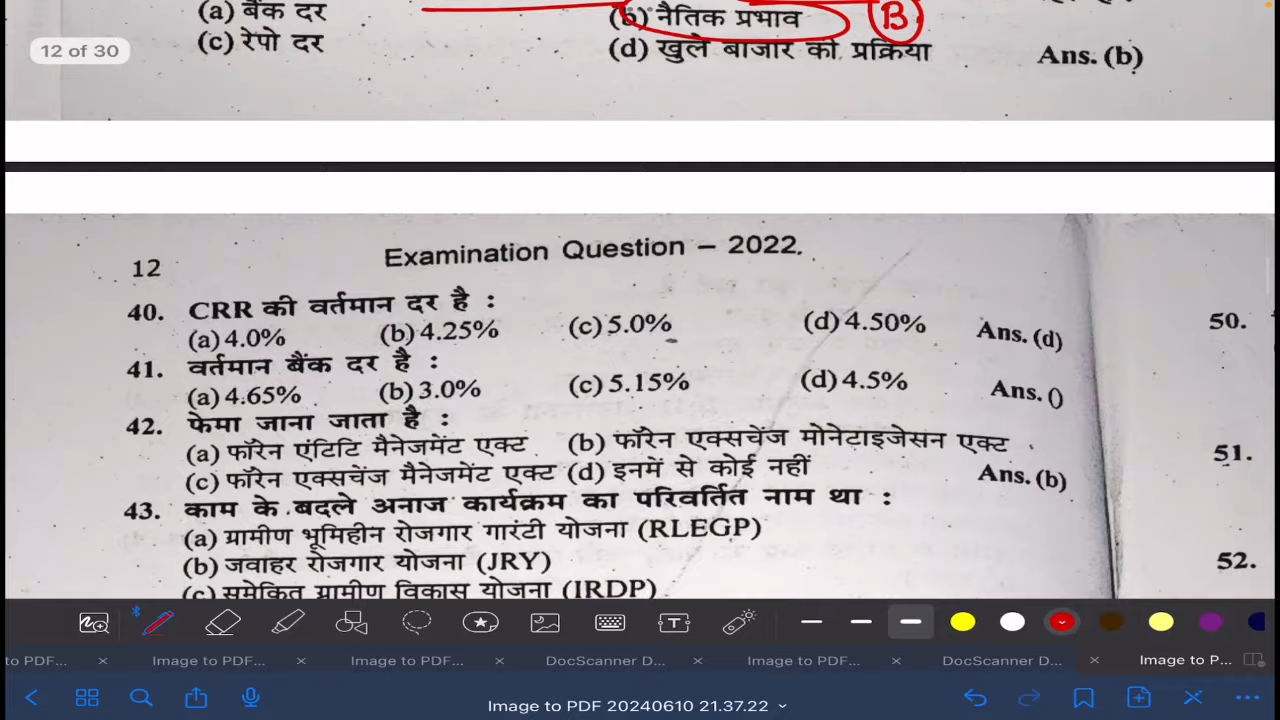 (a) बैंक दर
(b) नैतिक प्रभाव
B
12 of 30
(c) रेपो दर
(d) खुले बाजार की प्रक्रिया
Ans. (b)
12
Examination Question – 2022.
40. CRR की वर्तमान दर है :
(a) 4.0% (b) 4.25% (c) 5.0% (d) 4.50% Ans. (d)
50.
41. वर्तमान बैंक दर है :
(a) 4.65% (b) 3.0% (c) 5.15% (d) 4.5% Ans. ()
42. फेमा जाना जाता है :
(a) फॉरेन एंटिटि मैनेजमेंट एक्ट (b) फॉरेन एक्सचेंज मोनेटाइजेसन एक्ट
51.
(c) फॉरेन एक्सचेंज मैनेजमेंट एक्ट (d) इनमें से कोई नहीं Ans. (b)
43. काम के बदले अनाज कार्यक्रम का परिवर्तित नाम था :
(a) ग्रामीण भूमिहीन रोजगार गारंटी योजना (RLEGP)
(b) जवाहर रोजगार योजना (JRY)
52.
(c) समेकित ग्रामीण विकास योजना (IRDP)
to PDF... Image to PDF... Image to PDF... DocScanner D... Image to PDF... DocScanner D... Image to P...
Image to PDF 20240610 21.37.22